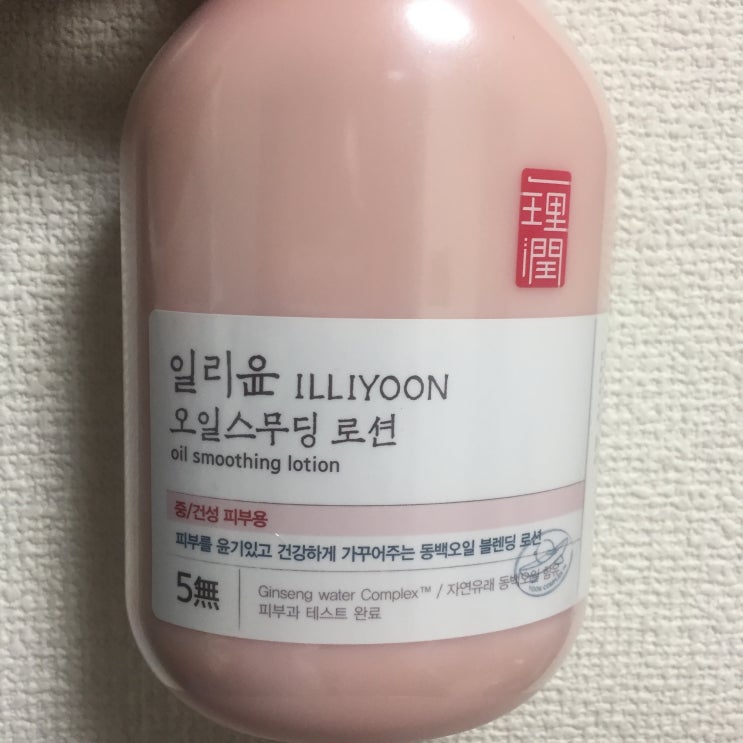 一理潤
일리윤 ILLIYOON
오일스무딩 로션
oil smoothing lotion
중/건성 피부용
피부를 윤기있고 건강하게 가꾸어주는 동백오일 블렌딩 로션
5無
Ginseng water Complex™ / 자연유래 동백오일 함유
피부과 테스트 완료